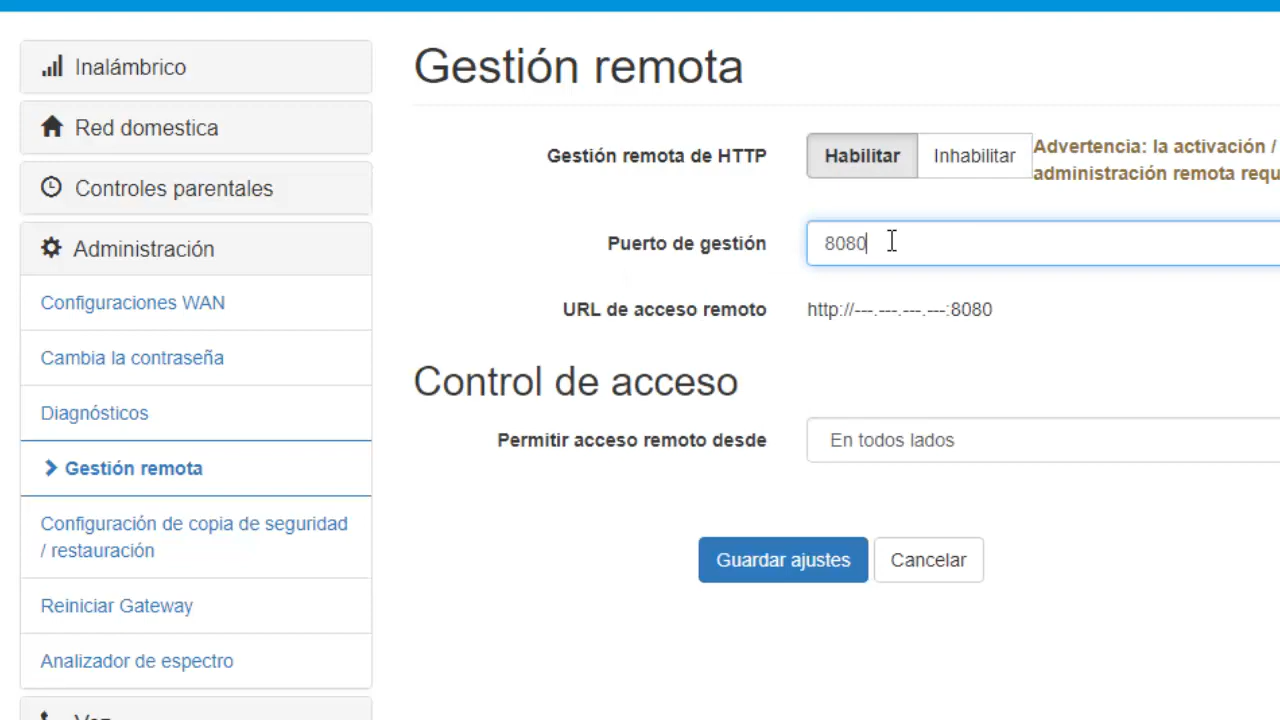 Inalámbrico
Red domestica
Controles parentales
Administración
Configuraciones WAN
Cambia la contraseña
Diagnósticos
Gestión remota
Configuración de copia de seguridad
/ restauración
Reiniciar Gateway
Analizador de espectro
Gestión remota
Gestión remota de HTTP
Habilitar
Inhabilitar
Advertencia: la activación /
administración remota requ
Puerto de gestión
8080
URL de acceso remoto
http://---.---.---.---:8080
Control de acceso
Permitir acceso remoto desde
En todos lados
Guardar ajustes
Cancelar